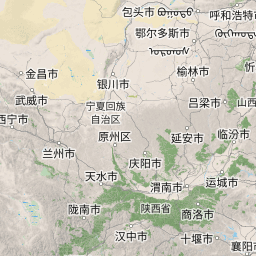 包头市
呼和浩特
鄂尔多斯市
忻
金昌市
银川市
榆林市
武威市
宁夏回族
自治区
吕梁市
山西
西宁市
原州区
延安市
临汾市
兰州市
庆阳市
天水市
渭南市
运城市
陇南市
陕西省
商洛市
汉中市
十堰市
襄阳市